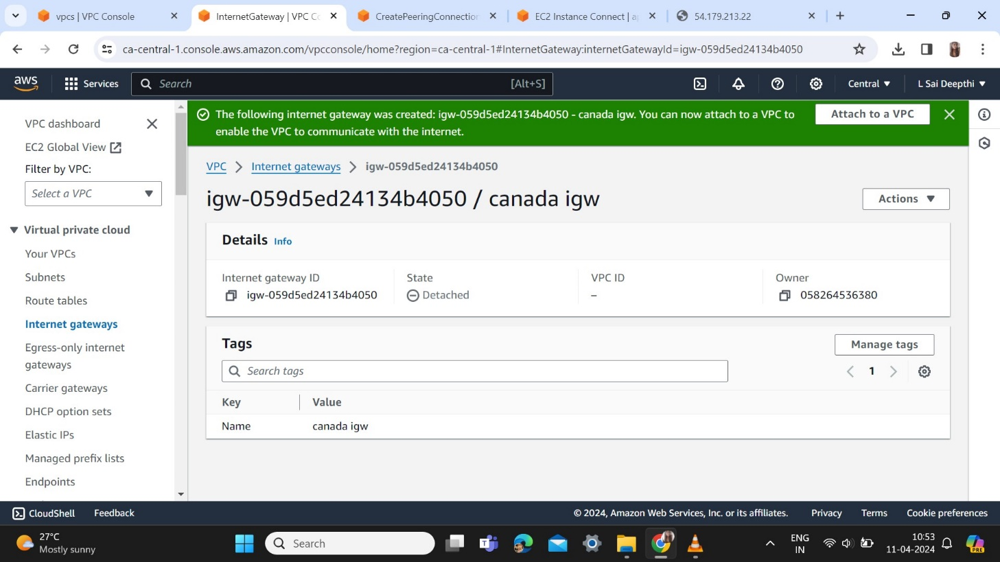 vpcs | VPC Console
InternetGateway | VPC Co
CreatePeeringConnection
EC2 Instance Connect | ap
54.179.213.22
ca-central-1.console.aws.amazon.com/vpcconsole/home?region=ca-central-1#InternetGateway:internetGatewayId=igw-059d5ed24134b4050
aws
Services
Search
[Alt+S]
Central
L Sai Deepthi
VPC dashboard
EC2 Global View
Filter by VPC:
Select a VPC
Virtual private cloud
Your VPCs
Subnets
Route tables
Internet gateways
Egress-only internet
gateways
Carrier gateways
DHCP option sets
Elastic IPs
Managed prefix lists
Endpoints
The following internet gateway was created: igw-059d5ed24134b4050 - canada igw. You can now attach to a VPC to
enable the VPC to communicate with the internet.
Attach to a VPC
VPC
Internet gateways
igw-059d5ed24134b4050
igw-059d5ed24134b4050 / canada igw
Actions
Details Info
Internet gateway ID
igw-059d5ed24134b4050
State
Detached
VPC ID
–
Owner
058264536380
Tags
Manage tags
Search tags
1
Key
Value
Name
canada igw
CloudShell
Feedback
© 2024, Amazon Web Services, Inc. or its affiliates.
Privacy
Terms
Cookie preferences
27°C
Mostly sunny
Search
ENG
IN
10:53
11-04-2024
PRE